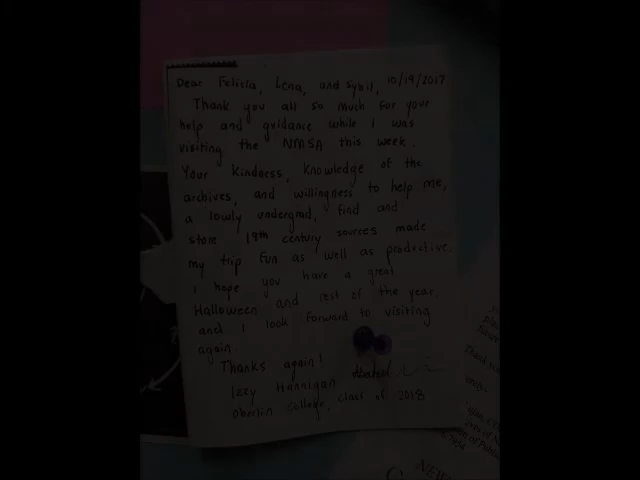 Dear Felicia, Lena, and Sybil, 10/19/2017
Thank you all so much for your
help and guidance while I was
visiting the NMSA this week.
Your kindness, knowledge of the
archives, and willingness to help me,
a lowly undergrad, find and
store 19th century sources made
my trip fun as well as productive.
I hope you have a great
Halloween and rest of the year,
and I look forward to visiting
again.
Thanks again!
Izzy Hannigan
Oberlin College, class of 2018